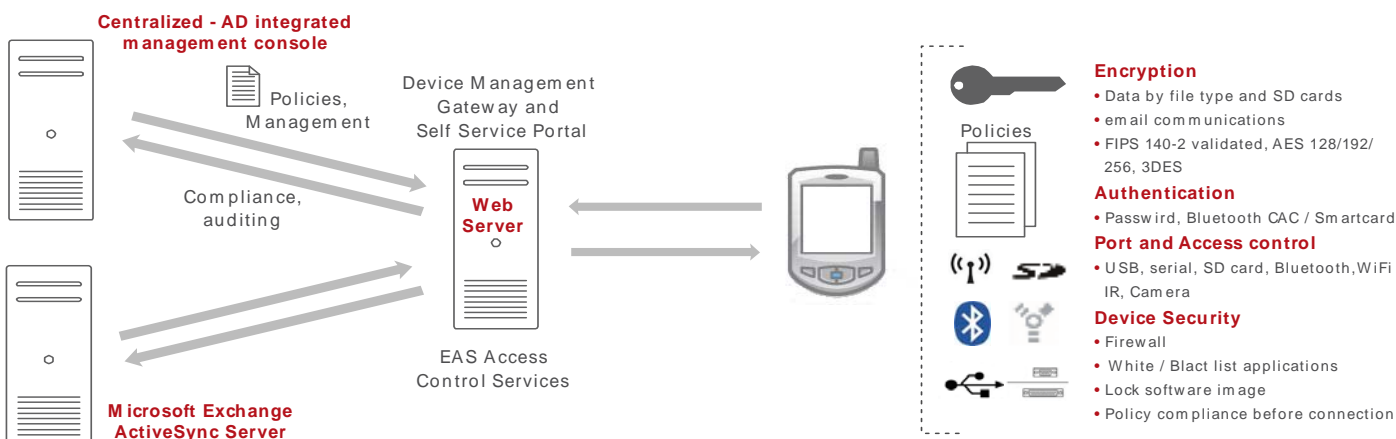 Centralized - AD integrated
management console
Policies,
Management
Compliance,
auditing
Device Management
Gateway and
Self Service Portal
Web
Server
EAS Access
Control Services
Microsoft Exchange
ActiveSync Server
Policies
Encryption
• Data by file type and SD cards
• email communications
• FIPS 140-2 validated, AES 128/192/
256, 3DES
Authentication
• Passwird, Bluetooth CAC / Smartcard
Port and Access control
• USB, serial, SD card, Bluetooth,WiFi
IR, Camera
Device Security
• Firewall
• White / Blact list applications
• Lock software image
• Policy compliance before connection